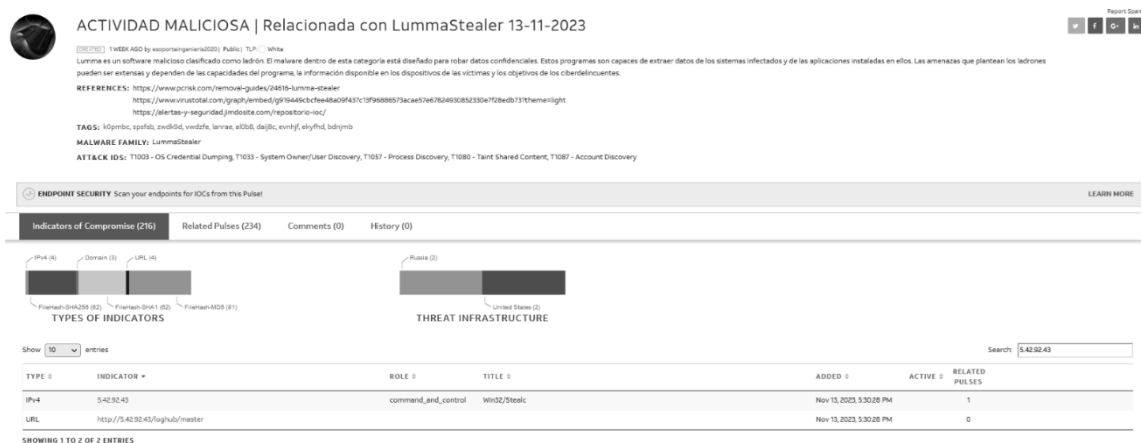 Report Spam
ACTIVIDAD MALICIOSA | Relacionada con LummaStealer 13-11-2023
CREATED 1 WEEK AGO by esoporteingenieria2020 | Public | TLP: White
Lumma es un software malicioso clasificado como ladrón. El malware dentro de esta categoría está diseñado para robar datos confidenciales. Estos programas son capaces de extraer datos de los sistemas infectados y de las aplicaciones instaladas en ellos. Las amenazas que plantean los ladrones
pueden ser extensas y dependen de las capacidades del programa, la información disponible en los dispositivos de las víctimas y los objetivos de los ciberdelincuentes.
REFERENCES: https://www.pcrisk.com/removal-guides/24616-lumma-stealer
https://alertas-y-seguridad.jimdosite.com/repositorio-ioc/
TAGS: k0pmbc, spsfsb, zwdk9d, vwdzfe, lanrae, al0b8, daij8c, evnhjf, ekyfhd, bdnjmb
MALWARE FAMILY: LummaStealer
ATT&CK IDS: T1003 - OS Credential Dumping, T1033 - System Owner/User Discovery, T1057 - Process Discovery, T1080 - Taint Shared Content, T1087 - Account Discovery
ENDPOINT SECURITY Scan your endpoints for IOCs from this Pulse!
LEARN MORE
Indicators of Compromise (216) Related Pulses (234) Comments (0) History (0)
IPv4 (4) Domain (3) URL (4)
FileHash-SHA256 (62) FileHash-SHA1 (62) FileHash-MD5 (81)
TYPES OF INDICATORS
Russia (2)
United States (2)
THREAT INFRASTRUCTURE
Show 10 entries
Search: 5.42.92.43
TYPE INDICATOR ROLE TITLE ADDED ACTIVE RELATED PULSES
IPv4 5.42.92.43 command_and_control Win32/Stealc Nov 13, 2023, 5:30:28 PM 1
URL http://5.42.92.43/loghub/master Nov 13, 2023, 5:30:28 PM 0
SHOWING 1 TO 2 OF 2 ENTRIES